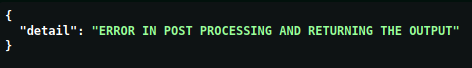 {
"detail": "ERROR IN POST PROCESSING AND RETURNING THE OUTPUT"
}